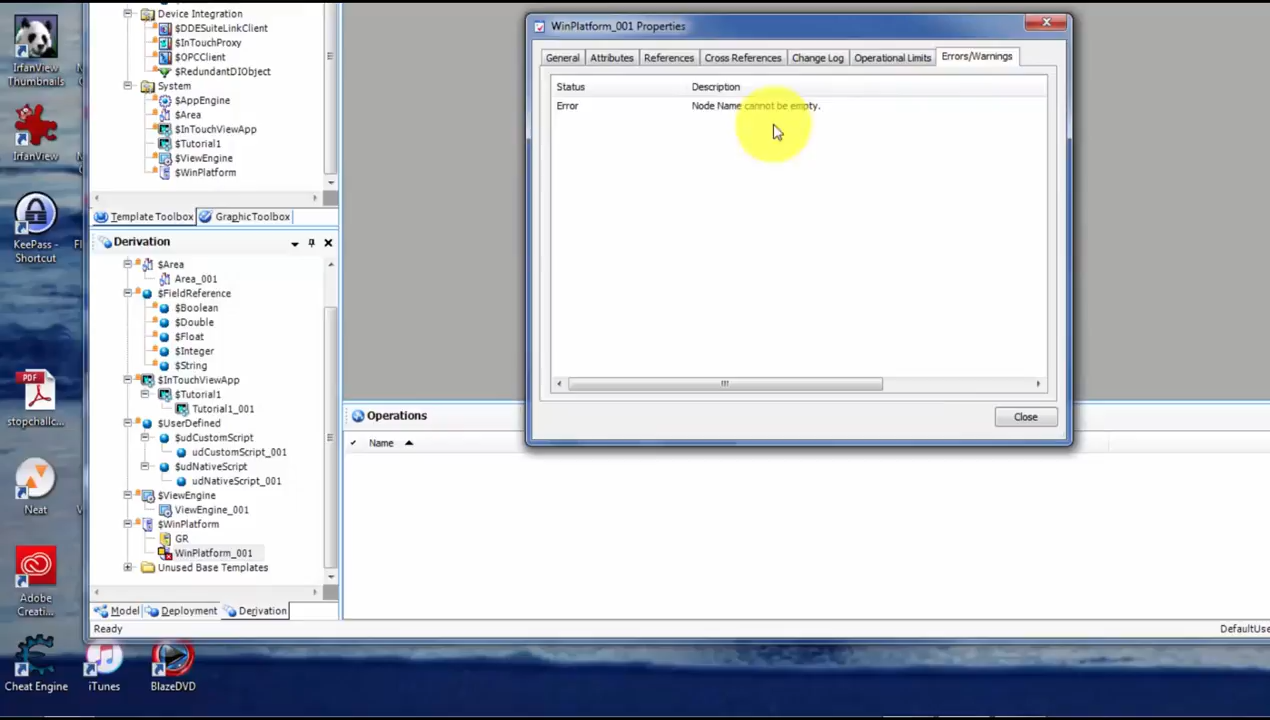 Device Integration
$DDESuiteLinkClient
$InTouchProxy
$OPCClient
$RedundantDIObject
System
$AppEngine
$Area
$InTouchViewApp
$Tutorial1
$ViewEngine
$WinPlatform
Template Toolbox
GraphicToolbox
Derivation
$Area
Area_001
$FieldReference
$Boolean
$Double
$Float
$Integer
$String
$InTouchViewApp
$Tutorial1
Tutorial1_001
$UserDefined
$udCustomScript
udCustomScript_001
$udNativeScript
udNativeScript_001
$ViewEngine
ViewEngine_001
$WinPlatform
GR
WinPlatform_001
Unused Base Templates
Model
Deployment
Derivation
Ready
WinPlatform_001 Properties
General
Attributes
References
Cross References
Change Log
Operational Limits
Errors/Warnings
Status
Description
Error
Node Name cannot be empty.
Close
Operations
Name
DefaultUse
IrfanView
Thumbnails
IrfanView
KeePass -
Shortcut
PDF
stopchallc...
Neat
Adobe
Creati...
Cheat Engine
iTunes
BlazeDVD